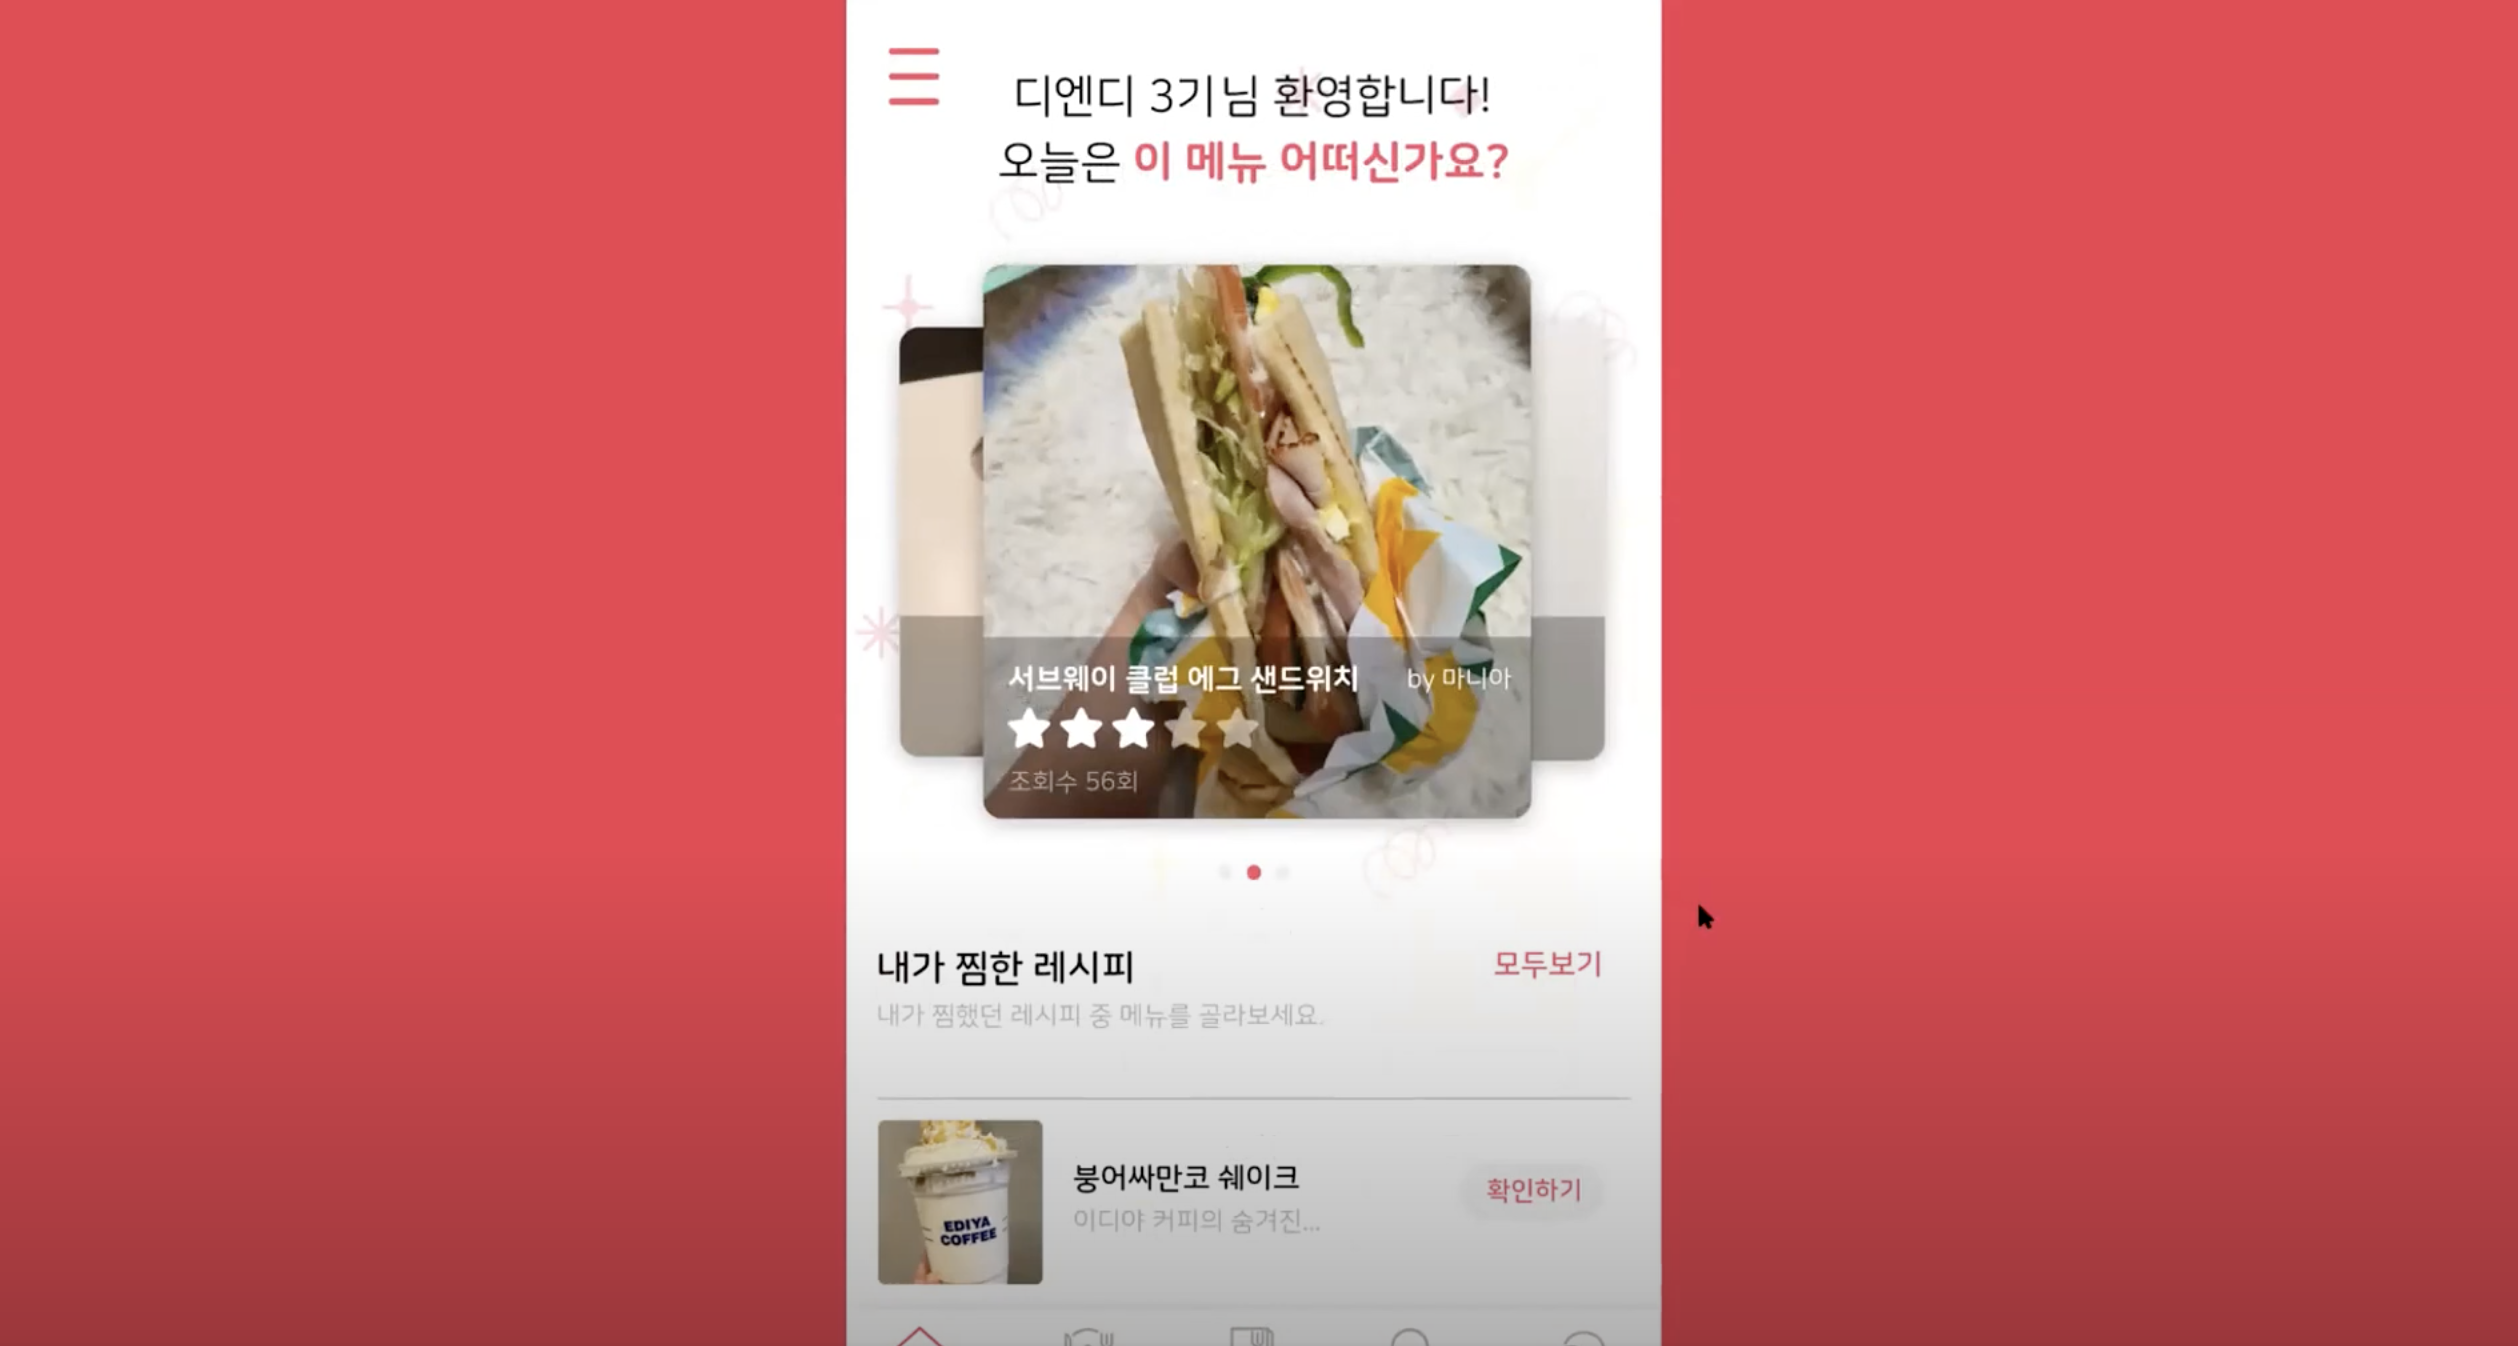 디엔디 3기님 환영합니다!
오늘은 이 메뉴 어떠신가요?
서브웨이 클럽 에그 샌드위치 by 마니아
조회수 56회
내가 찜한 레시피 모두보기
내가 찜했던 레시피 중 메뉴를 골라보세요.
EDIYA
COFFEE
붕어싸만코 쉐이크
이디야 커피의 숨겨진...
확인하기